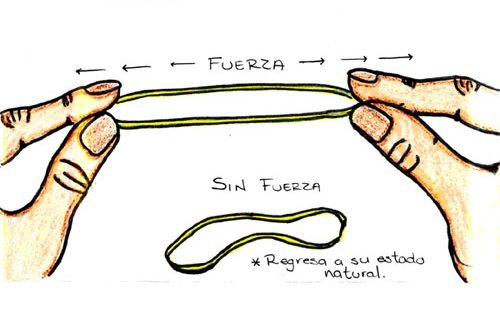 FUERZA
SIN FUERZA
* Regresa a su estado
natural.